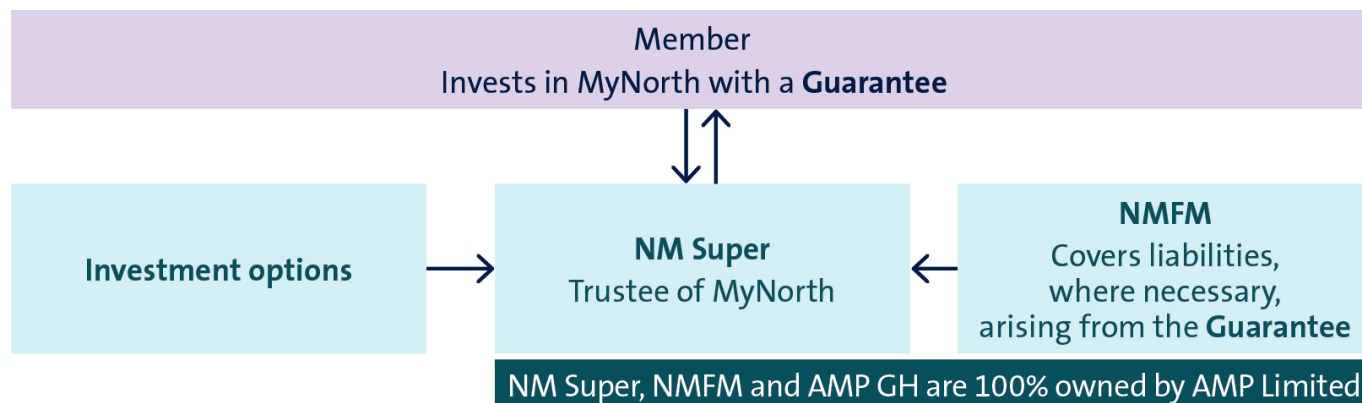 Member
Invests in MyNorth with a Guarantee
Investment options
NM Super
Trustee of MyNorth
NMFM
Covers liabilities,
where necessary,
arising from the Guarantee
NM Super, NMFM and AMP GH are 100% owned by AMP Limited